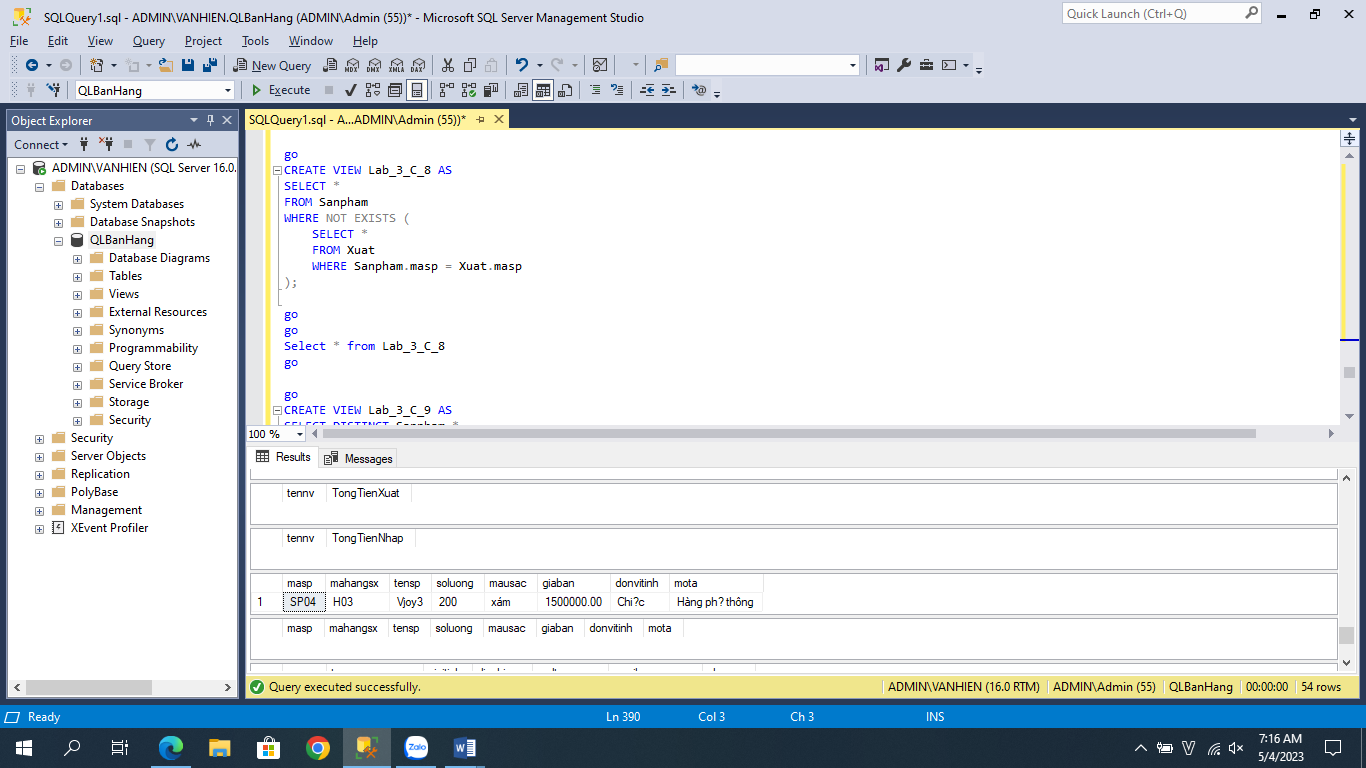 SQLQuery1.sql - ADMIN\VANHIEN.QLBanHang (ADMIN\Admin (55))* - Microsoft SQL Server Management Studio
Quick Launch (Ctrl+Q)
File Edit View Query Project Tools Window Help
New Query MDX DMX XMLA DAX
QLBanHang Execute
Object Explorer
Connect
ADMIN\VANHIEN (SQL Server 16.0.
Databases
System Databases
Database Snapshots
QLBanHang
Database Diagrams
Tables
Views
External Resources
Synonyms
Programmability
Query Store
Service Broker
Storage
Security
Security
Server Objects
Replication
PolyBase
Management
XEvent Profiler
SQLQuery1.sql - A...ADMIN\Admin (55))*
go
CREATE VIEW Lab_3_C_8 AS
SELECT *
FROM Sanpham
WHERE NOT EXISTS (
SELECT *
FROM Xuat
WHERE Sanpham.masp = Xuat.masp
);
go
go
Select * from Lab_3_C_8
go
go
CREATE VIEW Lab_3_C_9 AS
SELECT DISTINCT Sanpham.*
100 %
Results Messages
tennv TongTienXuat
tennv TongTienNhap
masp mahangsx tensp soluong mausac giaban donvitinh mota
1 SP04 H03 Vjoy3 200 xám 1500000.00 Chi?c Hàng ph? thông
masp mahangsx tensp soluong mausac giaban donvitinh mota
Query executed successfully. ADMIN\VANHIEN (16.0 RTM) ADMIN\Admin (55) QLBanHang 00:00:00 54 rows
Ready Ln 390 Col 3 Ch 3 INS
Zalo
7:16 AM
5/4/2023